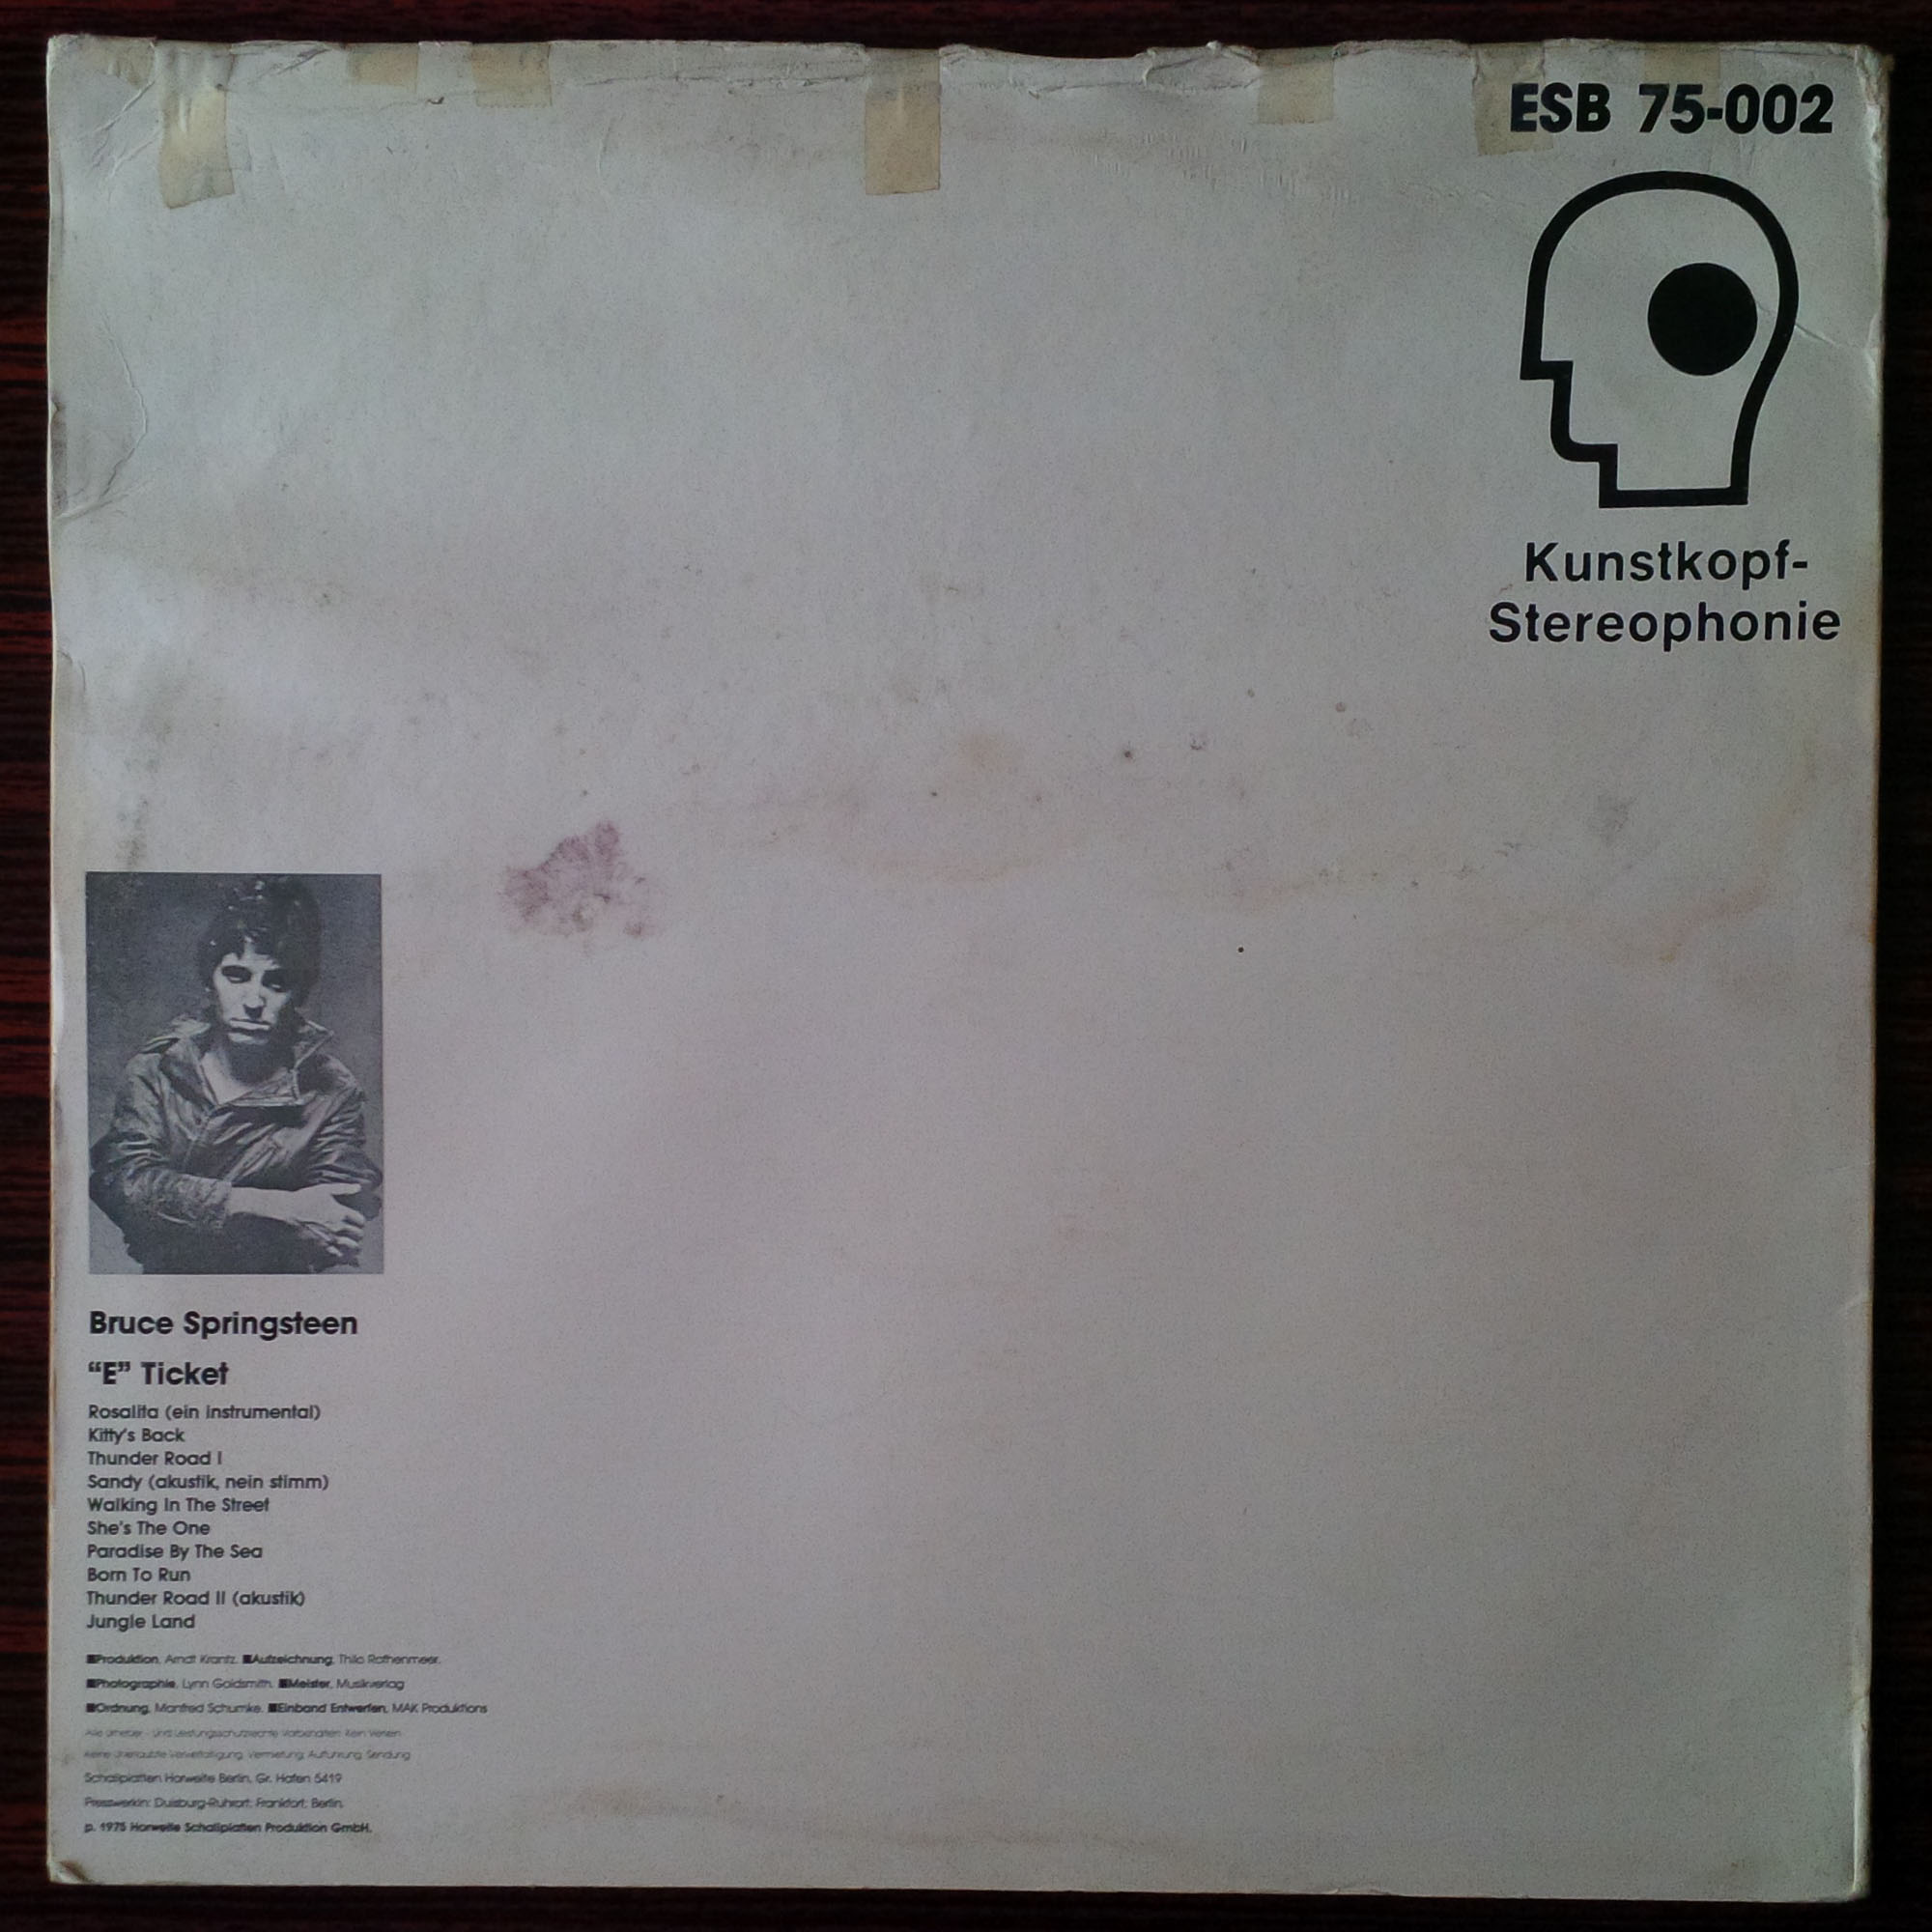 ESB 75-002
Kunstkopf-
Stereophonie
Bruce Springsteen
“E” Ticket
Rosalita (ein instrumental)
Kitty's Back
Thunder Road I
Sandy (akustik, nein stimm)
Walking In The Street
She's The One
Paradise By The Sea
Born To Run
Thunder Road II (akustik)
Jungle Land
■Produktion, Arndt Krantz. ■Aufzeichnung, Thilo Rothenmeer.
■Photographie, Lynn Goldsmith. ■Meister, Musikverlag
■Ordnung, Manfred Schumke. ■Einband Entwerfen, MAK Produktions
Schallplatten Horweite Berlin, Gr. Hafen 5419
Presswerkin: Duisburg-Ruhrort; Frankfort; Berlin.
p. 1975 Horweite Schallplatten Produktion GmbH.